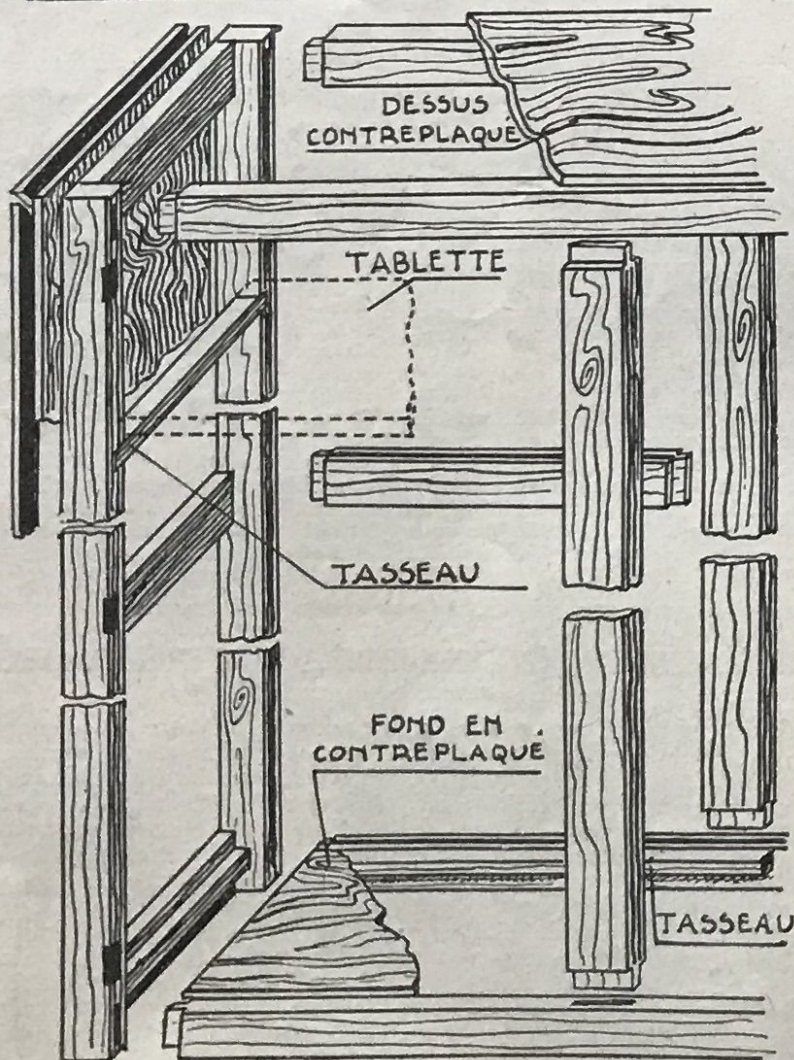 DESSUS
CONTREPLAQUÉ
TABLETTE
TASSEAU
FOND EN
CONTREPLAQUÉ
TASSEAU